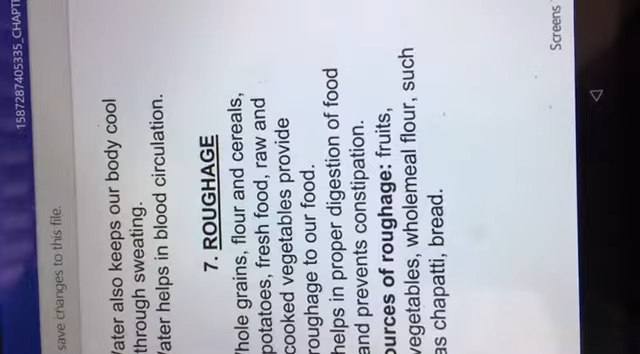 1587287405335_CHAPT
save changes to this file.
ater also keeps our body cool
through sweating.
ater helps in blood circulation.
7. ROUGHAGE
hole grains, flour and cereals,
potatoes, fresh food, raw and
cooked vegetables provide
roughage to our food.
helps in proper digestion of food
and prevents constipation.
ources of roughage: fruits,
vegetables, wholemeal flour, such
as chapatti, bread.
Screens